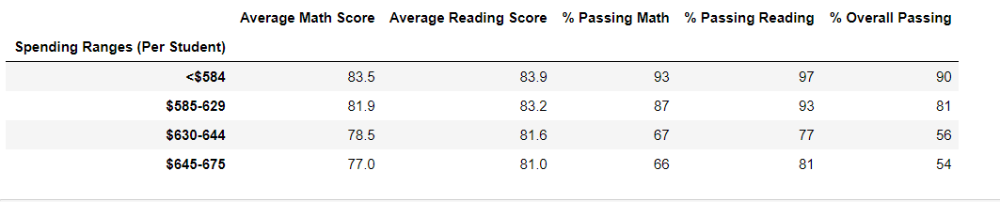 Average Math Score Average Reading Score % Passing Math % Passing Reading % Overall Passing
Spending Ranges (Per Student)
<$584 83.5 83.9 93 97 90
$585-629 81.9 83.2 87 93 81
$630-644 78.5 81.6 67 77 56
$645-675 77.0 81.0 66 81 54